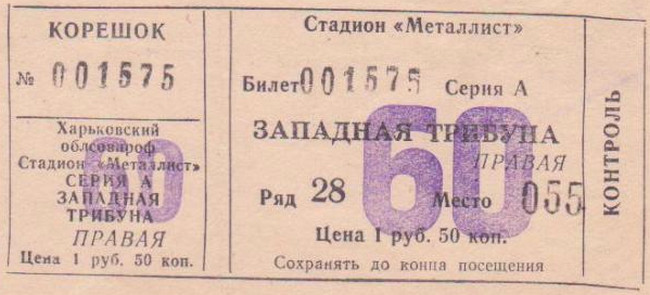 КОРЕШОК
№ 001575
Харьковский
облсовпроф
Стадион «Металлист»
60
СЕРИЯ А
ЗАПАДНАЯ
ТРИБУНА
ПРАВАЯ
Цена 1 руб. 50 коп.
Стадион «Металлист»
Билет 001575 Серия А
60
ЗАПАДНАЯ ТРИБУНА
ПРАВАЯ
Ряд 28 Место 055
Цена 1 руб. 50 коп.
Сохранять до конца посещения
КОНТРОЛЬ